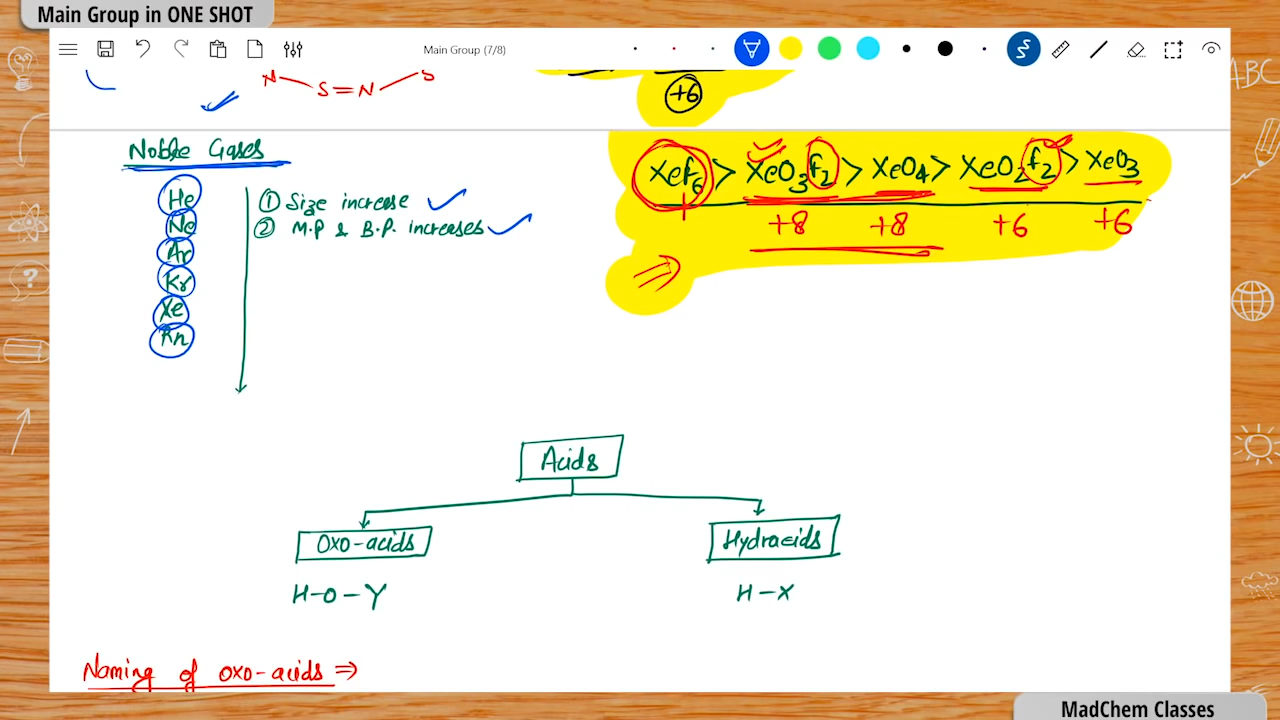 Main Group in ONE SHOT
Main Group (7/8)
N S=N S
+6
Noble Gases
He
Ne
Ar
Kr
Xe
Rn
① Size increase
② M.P & B.P. increases
XeF6 > XeO3F2 > XeO4 > XeO2F2 > XeO3
+8 +8 +6 +6
⇒
Acids
Oxo-acids Hydracids
H-O-Y H-X
Naming of oxo-acids ⇒
ABC
MadChem Classes